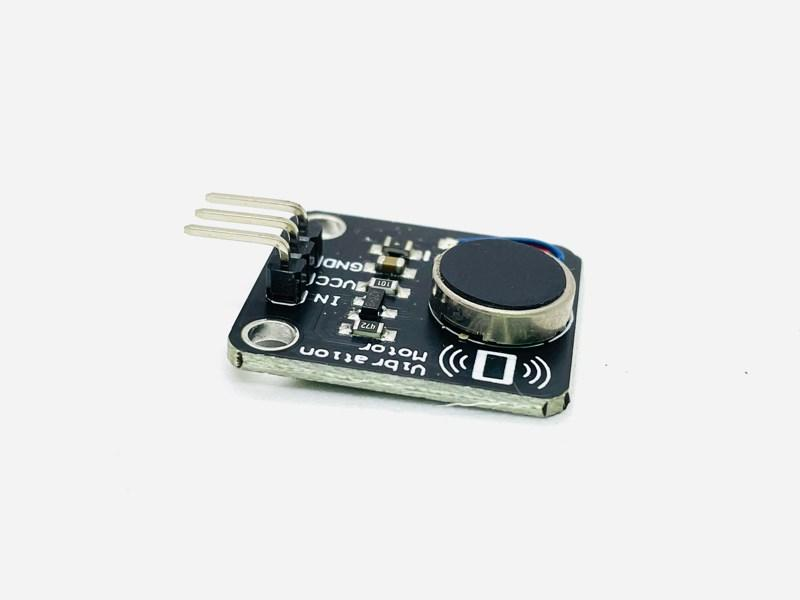 GND
VCC
IN
101
472
Vibration
Motor